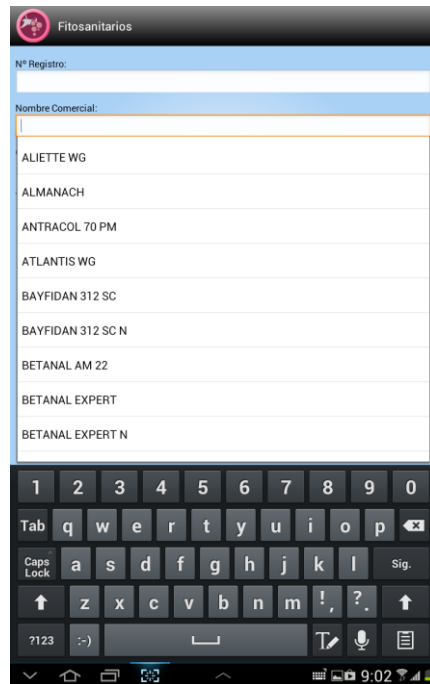 Fitosanitarios
Nº Registro:
Nombre Comercial:
ALIETTE WG
ALMANACH
ANTRACOL 70 PM
ATLANTIS WG
BAYFIDAN 312 SC
BAYFIDAN 312 SC N
BETANAL AM 22
BETANAL EXPERT
BETANAL EXPERT N
1 2 3 4 5 6 7 8 9 0
Tab q w e r t y u i o p
Caps Lock a s d f g h j k l Sig.
z x c v b n m !, ?.
?123 :-) T
9:02